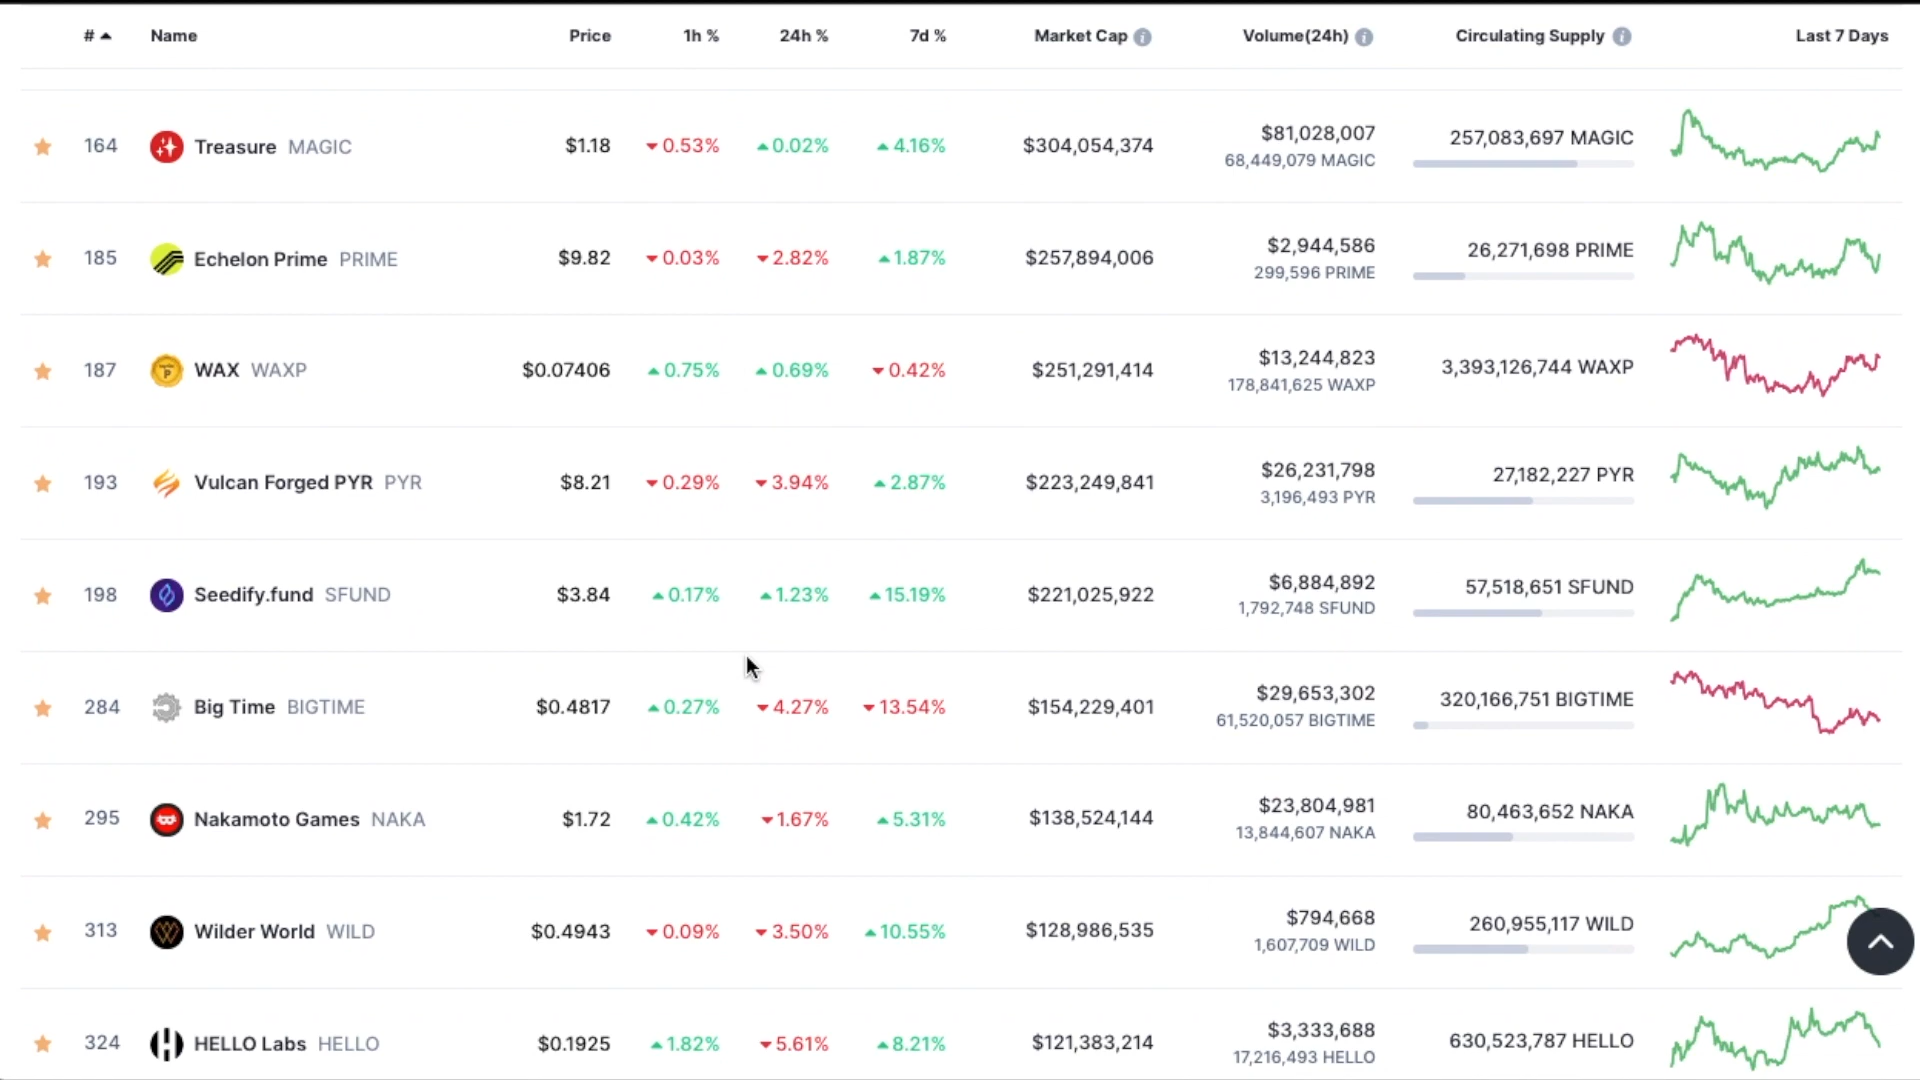 # Name Price 1h % 24h % 7d % Market Cap Volume(24h) Circulating Supply Last 7 Days
164 Treasure MAGIC $1.18 0.53% 0.02% 4.16% $304,054,374 $81,028,007 257,083,697 MAGIC
68,449,079 MAGIC
185 Echelon Prime PRIME $9.82 0.03% 2.82% 1.87% $257,894,006 $2,944,586 26,271,698 PRIME
299,596 PRIME
187 WAX WAXP $0.07406 0.75% 0.69% 0.42% $251,291,414 $13,244,823 3,393,126,744 WAXP
178,841,625 WAXP
193 Vulcan Forged PYR PYR $8.21 0.29% 3.94% 2.87% $223,249,841 $26,231,798 27,182,227 PYR
3,196,493 PYR
198 Seedify.fund SFUND $3.84 0.17% 1.23% 15.19% $221,025,922 $6,884,892 57,518,651 SFUND
1,792,748 SFUND
284 Big Time BIGTIME $0.4817 0.27% 4.27% 13.54% $154,229,401 $29,653,302 320,166,751 BIGTIME
61,520,057 BIGTIME
295 Nakamoto Games NAKA $1.72 0.42% 1.67% 5.31% $138,524,144 $23,804,981 80,463,652 NAKA
13,844,607 NAKA
313 Wilder World WILD $0.4943 0.09% 3.50% 10.55% $128,986,535 $794,668 260,955,117 WILD
1,607,709 WILD
324 HELLO Labs HELLO $0.1925 1.82% 5.61% 8.21% $121,383,214 $3,333,688 630,523,787 HELLO
17,216,493 HELLO